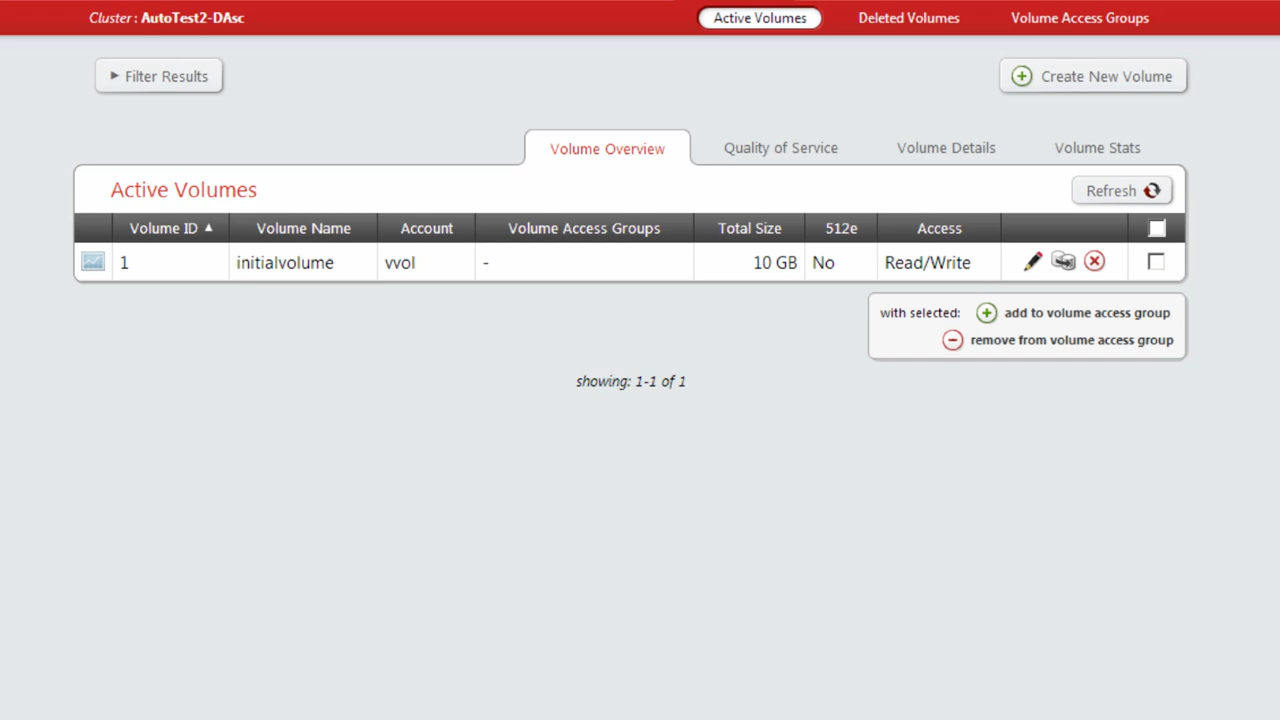 Cluster : AutoTest2-DAsc
Active Volumes
Deleted Volumes
Volume Access Groups
Filter Results
Create New Volume
Volume Overview
Quality of Service
Volume Details
Volume Stats
Active Volumes
Refresh
Volume ID Volume Name Account Volume Access Groups Total Size 512e Access
1 initialvolume vvol - 10 GB No Read/Write
with selected: add to volume access group
remove from volume access group
showing: 1-1 of 1